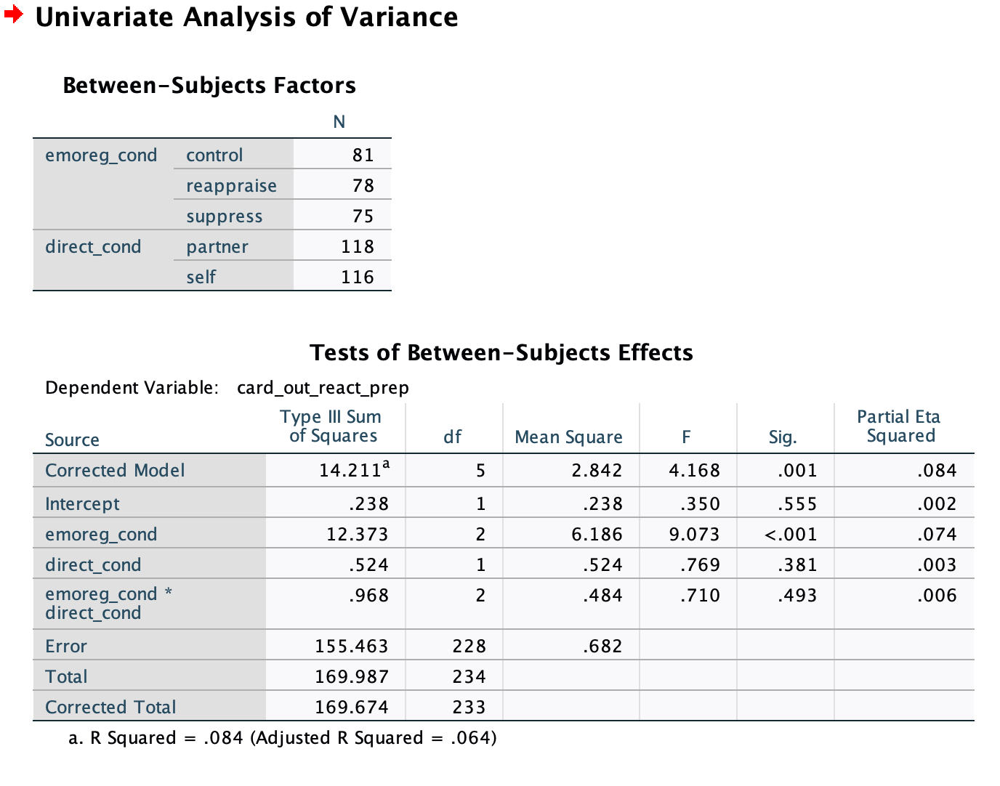 Univariate Analysis of Variance
Between-Subjects Factors
N
emoreg_cond control 81
reappraise 78
suppress 75
direct_cond partner 118
self 116
Tests of Between-Subjects Effects
Dependent Variable: card_out_react_prep
Source Type III Sum of Squares df Mean Square F Sig. Partial Eta Squared
Corrected Model 14.211a 5 2.842 4.168 .001 .084
Intercept .238 1 .238 .350 .555 .002
emoreg_cond 12.373 2 6.186 9.073 <.001 .074
direct_cond .524 1 .524 .769 .381 .003
emoreg_cond * direct_cond .968 2 .484 .710 .493 .006
Error 155.463 228 .682
Total 169.987 234
Corrected Total 169.674 233
a. R Squared = .084 (Adjusted R Squared = .064)